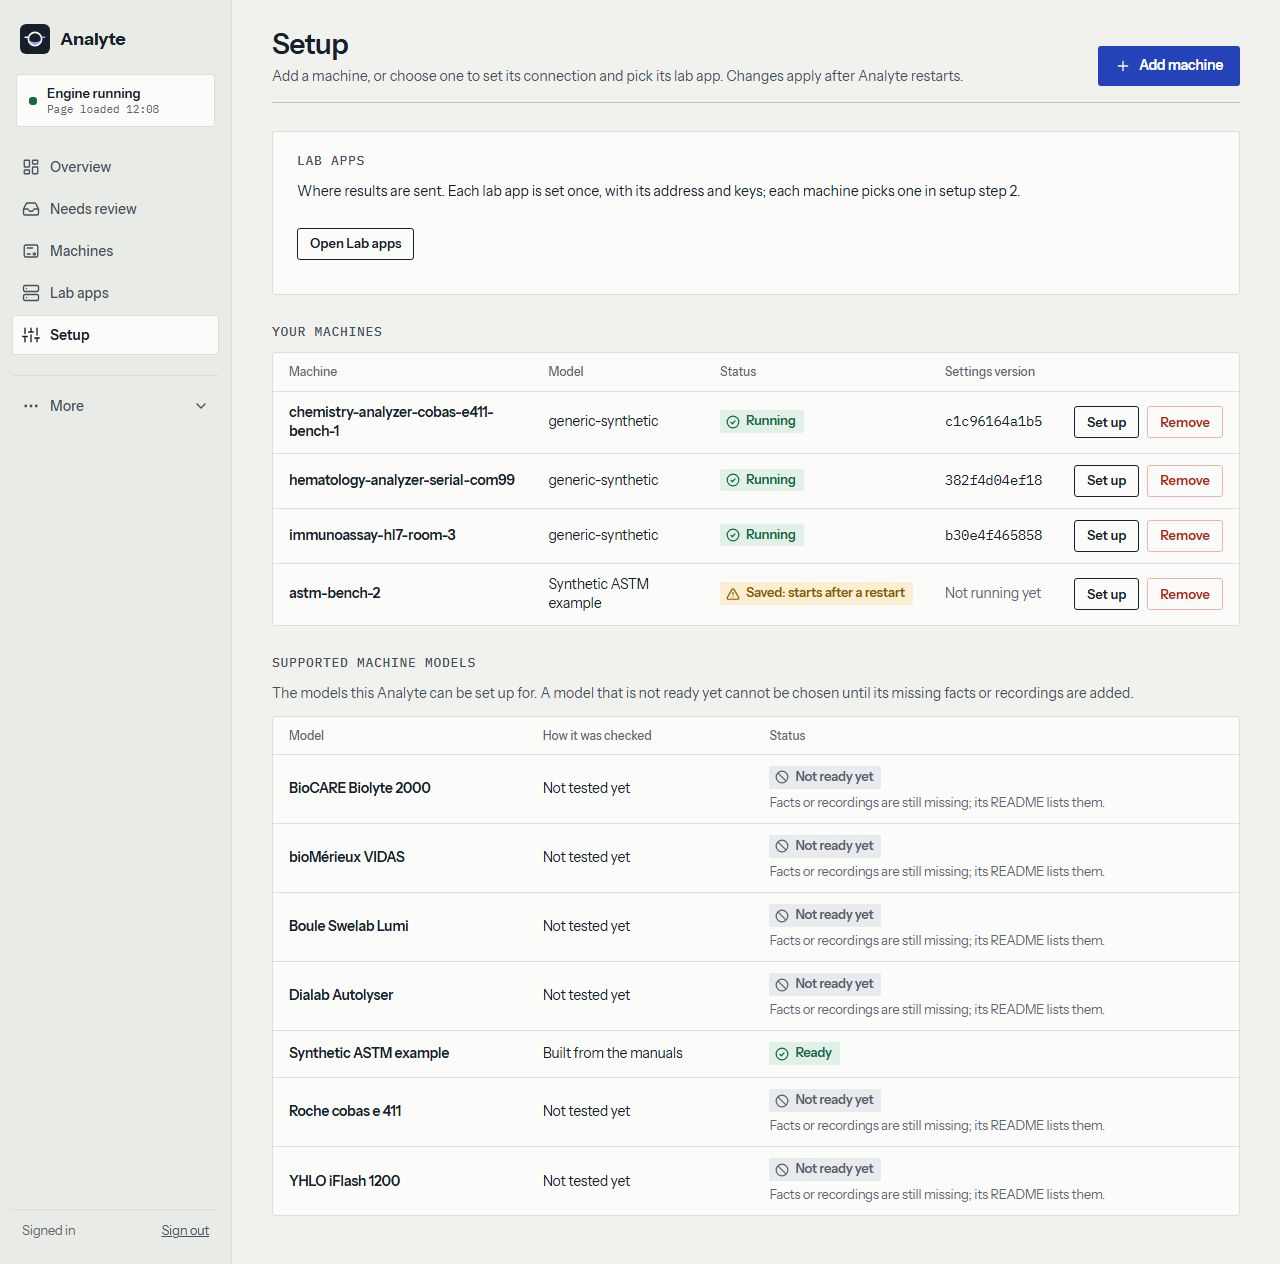 Analyte
Engine running
Page loaded 12:08
Overview
Needs review
Machines
Lab apps
Setup
More
Signed in
Sign out
Setup
Add a machine, or choose one to set its connection and pick its lab app. Changes apply after Analyte restarts.
Add machine
LAB APPS
Where results are sent. Each lab app is set once, with its address and keys; each machine picks one in setup step 2.
Open Lab apps
YOUR MACHINES
Machine Model Status Settings version
chemistry-analyzer-cobas-e411-
bench-1 generic-synthetic Running c1c96164a1b5 Set up Remove
hematology-analyzer-serial-com99 generic-synthetic Running 382f4d04ef18 Set up Remove
immunoassay-hl7-room-3 generic-synthetic Running b30e4f465858 Set up Remove
astm-bench-2 Synthetic ASTM
example Saved: starts after a restart Not running yet Set up Remove
SUPPORTED MACHINE MODELS
The models this Analyte can be set up for. A model that is not ready yet cannot be chosen until its missing facts or recordings are added.
Model How it was checked Status
BioCARE Biolyte 2000 Not tested yet Not ready yet
Facts or recordings are still missing; its README lists them.
bioMérieux VIDAS Not tested yet Not ready yet
Facts or recordings are still missing; its README lists them.
Boule Swelab Lumi Not tested yet Not ready yet
Facts or recordings are still missing; its README lists them.
Dialab Autolyser Not tested yet Not ready yet
Facts or recordings are still missing; its README lists them.
Synthetic ASTM example Built from the manuals Ready
Roche cobas e 411 Not tested yet Not ready yet
Facts or recordings are still missing; its README lists them.
YHLO iFlash 1200 Not tested yet Not ready yet
Facts or recordings are still missing; its README lists them.